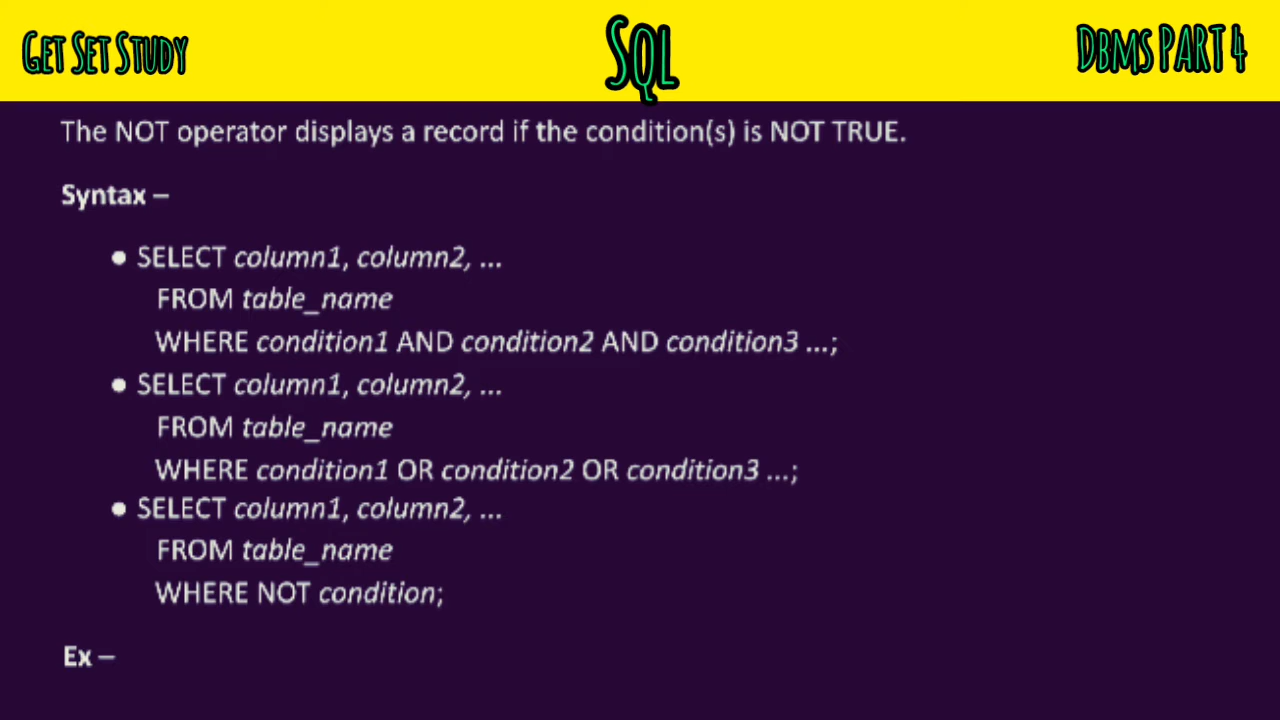 Get Set Study
Sql
Dbms PART 4
The NOT operator displays a record if the condition(s) is NOT TRUE.
Syntax –
● SELECT column1, column2, ...
FROM table_name
WHERE condition1 AND condition2 AND condition3 ...;
● SELECT column1, column2, ...
FROM table_name
WHERE condition1 OR condition2 OR condition3 ...;
● SELECT column1, column2, ...
FROM table_name
WHERE NOT condition;
Ex –